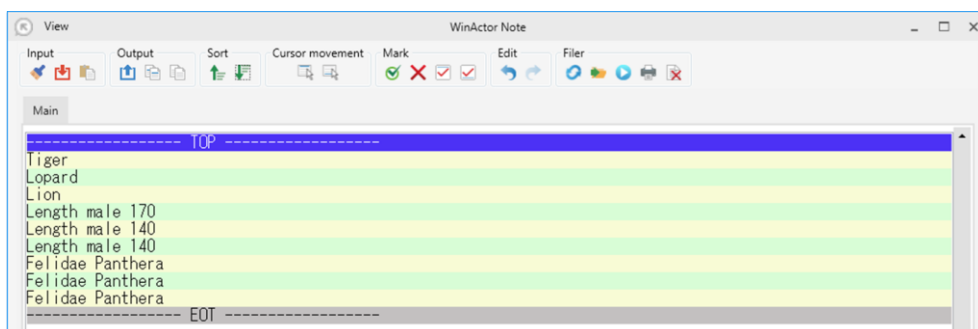 View WinActor Note
Input Output Sort Cursor movement Mark Edit Filer
Main
------------------ TOP ------------------
Tiger
Lopard
Lion
Length male 170
Length male 140
Length male 140
Felidae Panthera
Felidae Panthera
Felidae Panthera
------------------ EOT ------------------